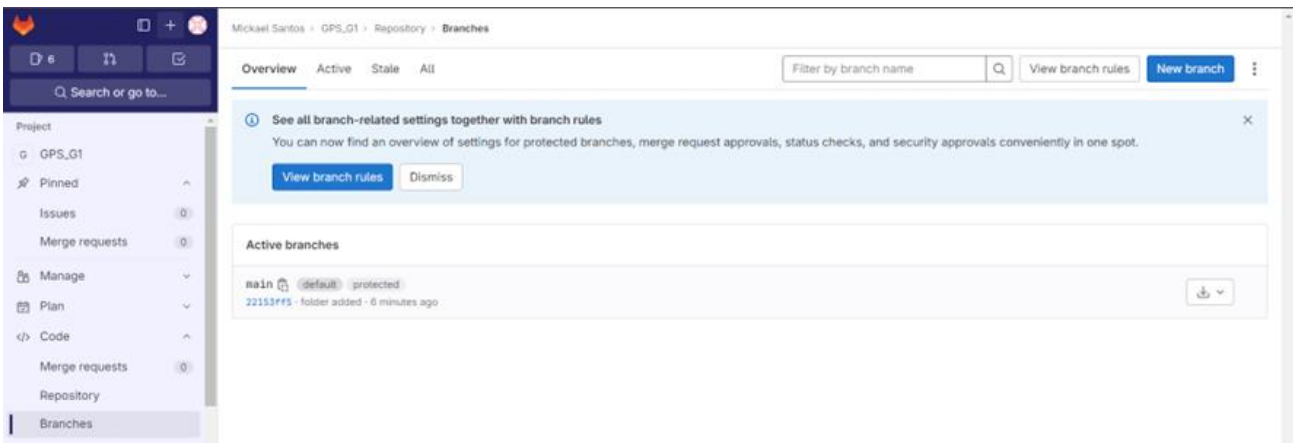 Mickael Santos › GPS_G1 › Repository › Branches
6
Search or go to...
Project
G GPS_G1
Pinned
Issues 0
Merge requests 0
Manage
Plan
Code
Merge requests 0
Repository
Branches
Overview Active Stale All
Filter by branch name
View branch rules
New branch
See all branch-related settings together with branch rules
You can now find an overview of settings for protected branches, merge request approvals, status checks, and security approvals conveniently in one spot.
View branch rules Dismiss
Active branches
main default protected
22153ff5 · folder added · 6 minutes ago